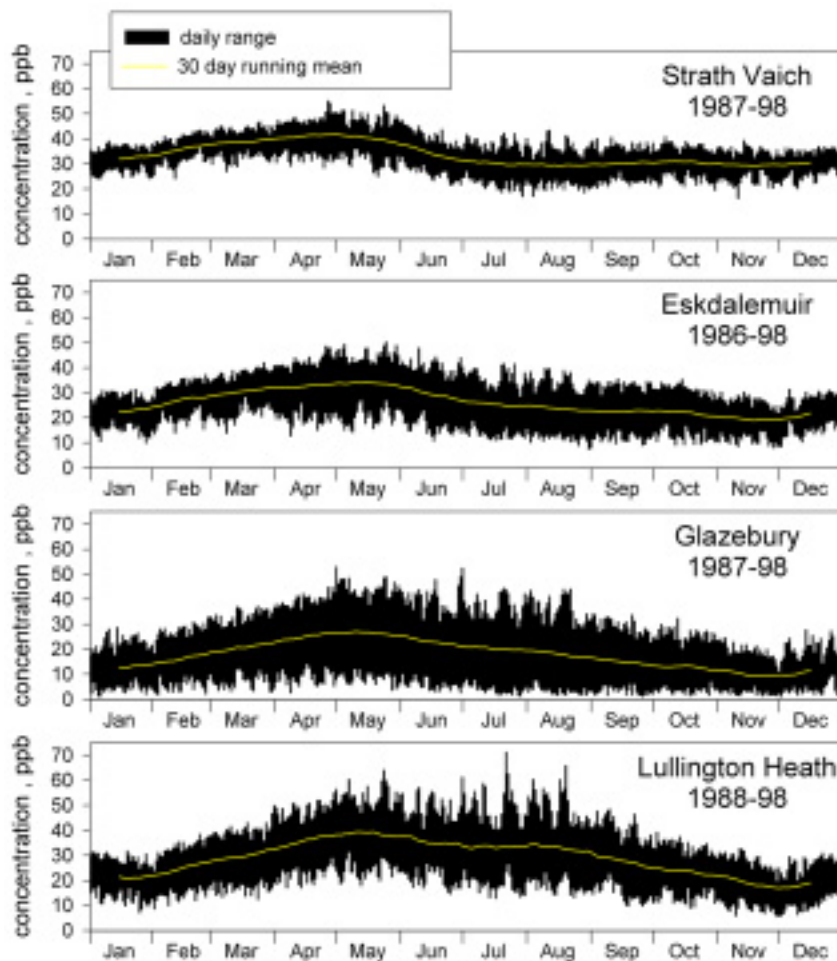 daily range
30 day running mean
concentration , ppb
70
60
50
40
30
20
10
0
Strath Vaich
1987-98
Jan Feb Mar Apr May Jun Jul Aug Sep Oct Nov Dec
concentration , ppb
70
60
50
40
30
20
10
0
Eskdalemuir
1986-98
Jan Feb Mar Apr May Jun Jul Aug Sep Oct Nov Dec
concentration , ppb
70
60
50
40
30
20
10
0
Glazebury
1987-98
Jan Feb Mar Apr May Jun Jul Aug Sep Oct Nov Dec
concentration , ppb
70
60
50
40
30
20
10
0
Lullington Heath
1988-98
Jan Feb Mar Apr May Jun Jul Aug Sep Oct Nov Dec